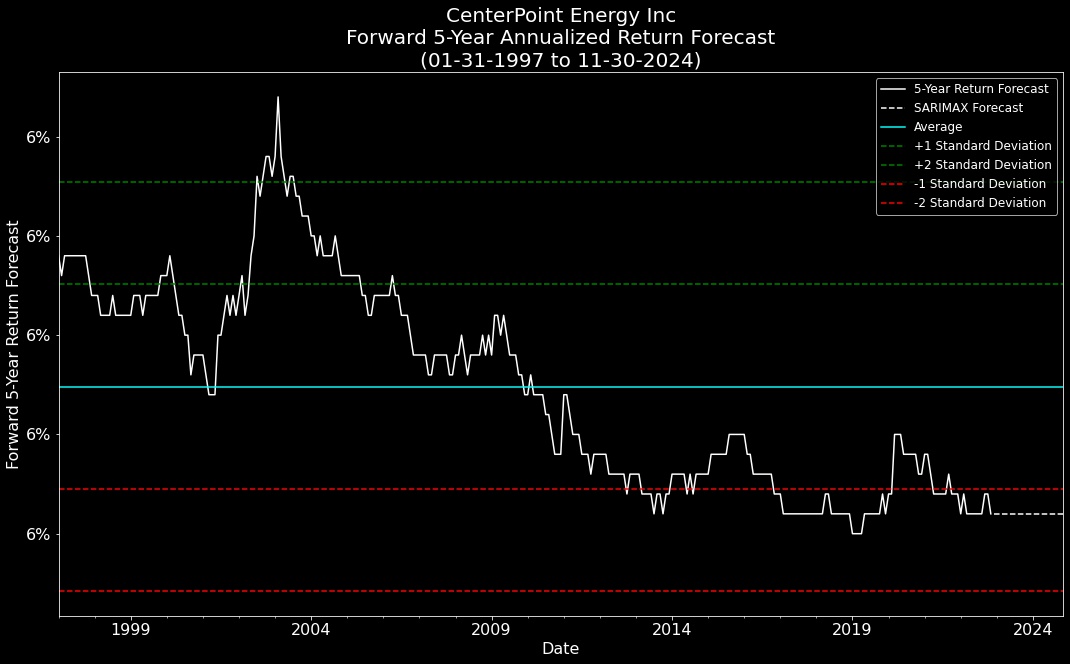 CenterPoint Energy Inc
Forward 5-Year Annualized Return Forecast
(01-31-1997 to 11-30-2024)
5-Year Return Forecast
SARIMAX Forecast
Average
+1 Standard Deviation
+2 Standard Deviation
-1 Standard Deviation
-2 Standard Deviation
Forward 5-Year Return Forecast
6%
6%
6%
6%
6%
1999
2004
2009
2014
2019
2024
Date